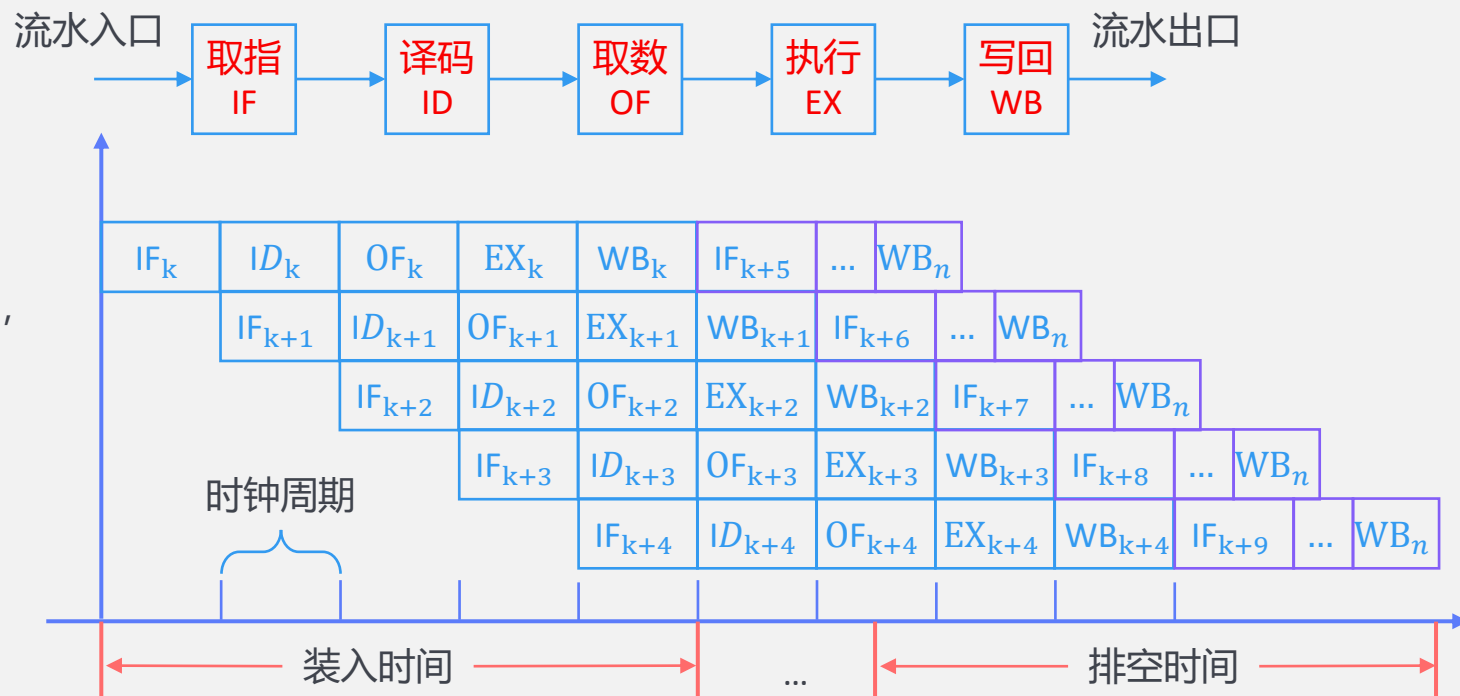 流水入口 取指 译码 取数 执行 写回 流水出口
IF ID OF EX WB
IFₖ IDₖ OFₖ EXₖ WBₖ IFₖ₊₅ ... WBₙ
, IFₖ₊₁ IDₖ₊₁ OFₖ₊₁ EXₖ₊₁ WBₖ₊₁ IFₖ₊₆ ... WBₙ
IFₖ₊₂ IDₖ₊₂ OFₖ₊₂ EXₖ₊₂ WBₖ₊₂ IFₖ₊₇ ... WBₙ
IFₖ₊₃ IDₖ₊₃ OFₖ₊₃ EXₖ₊₃ WBₖ₊₃ IFₖ₊₈ ... WBₙ
时钟周期
IFₖ₊₄ IDₖ₊₄ OFₖ₊₄ EXₖ₊₄ WBₖ₊₄ IFₖ₊₉ ... WBₙ
装入时间 ... 排空时间